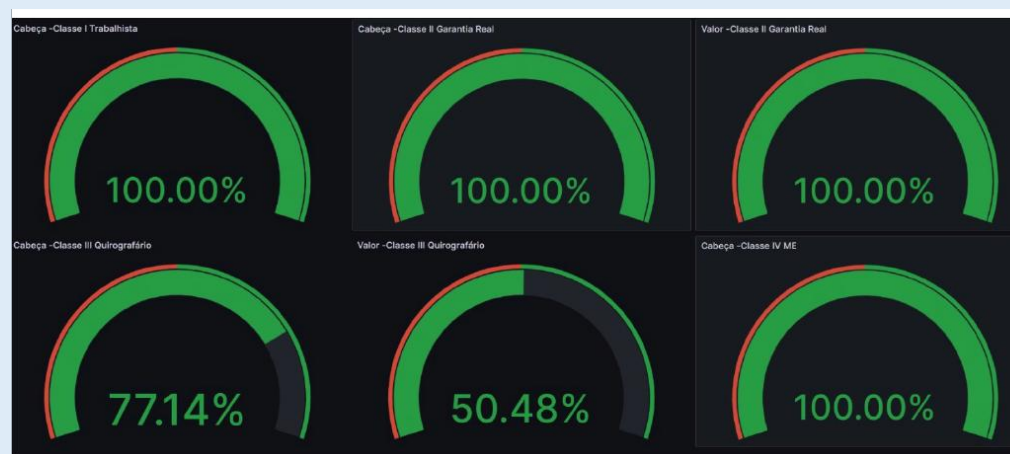 Cabeça -Classe I Trabalhista
100.00%
Cabeça -Classe II Garantia Real
100.00%
Valor -Classe II Garantia Real
100.00%
Cabeça -Classe III Quirografário
77.14%
Valor -Classe III Quirografário
50.48%
Cabeça -Classe IV ME
100.00%